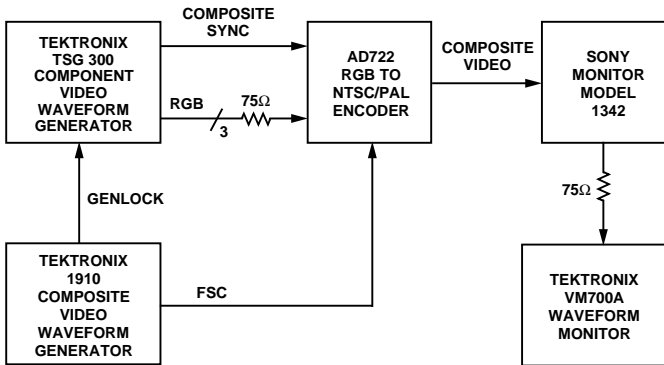 COMPOSITE
SYNC
TEKTRONIX
TSG 300
COMPONENT
VIDEO
WAVEFORM
GENERATOR
RGB
75Ω
3
AD722
RGB TO
NTSC/PAL
ENCODER
COMPOSITE
VIDEO
SONY
MONITOR
MODEL
1342
75Ω
GENLOCK
TEKTRONIX
1910
COMPOSITE
VIDEO
WAVEFORM
GENERATOR
FSC
TEKTRONIX
VM700A
WAVEFORM
MONITOR